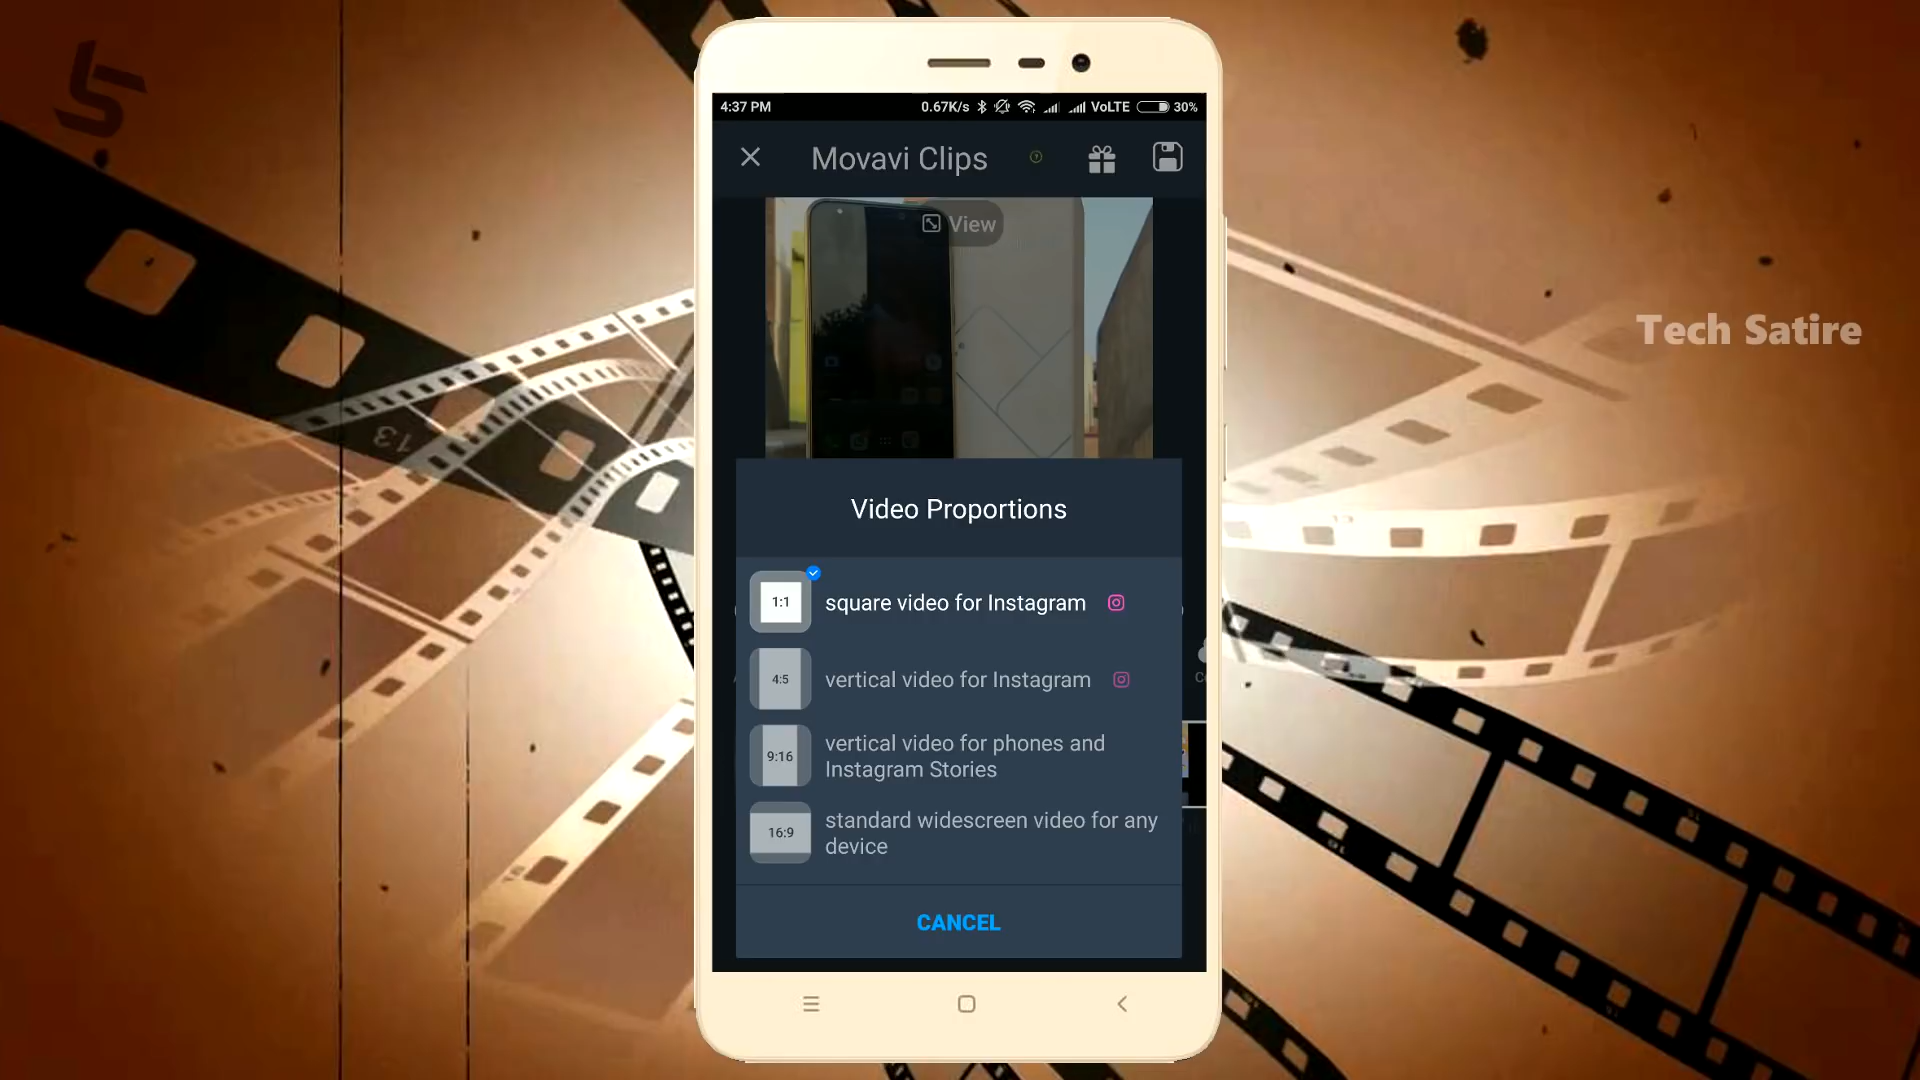 4:37 PM
0.67K/s VoLTE 30%
Movavi Clips
View
Tech Satire
Video Proportions
1:1 square video for Instagram
4:5 vertical video for Instagram
9:16 vertical video for phones and
Instagram Stories
16:9 standard widescreen video for any
device
CANCEL
13